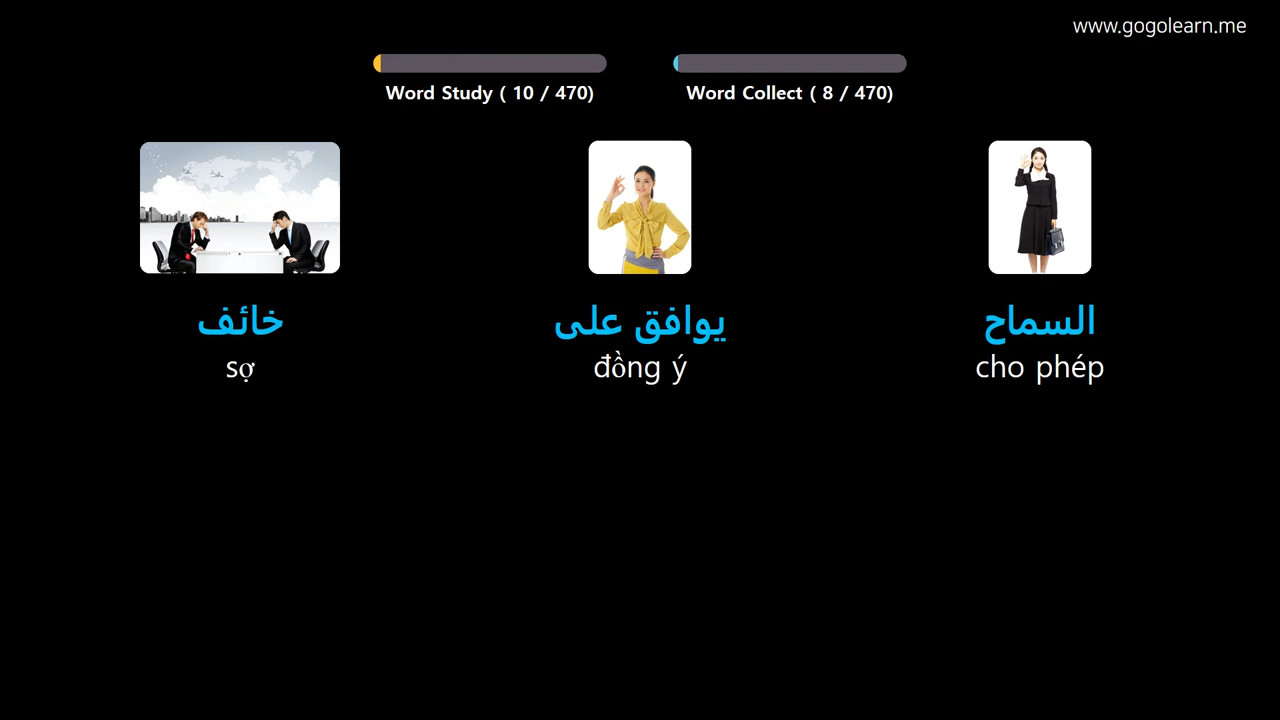 www.gogolearn.me
Word Study ( 10 / 470)
Word Collect ( 8 / 470)
خائف
يوافق على
السماح
sợ
đồng ý
cho phép